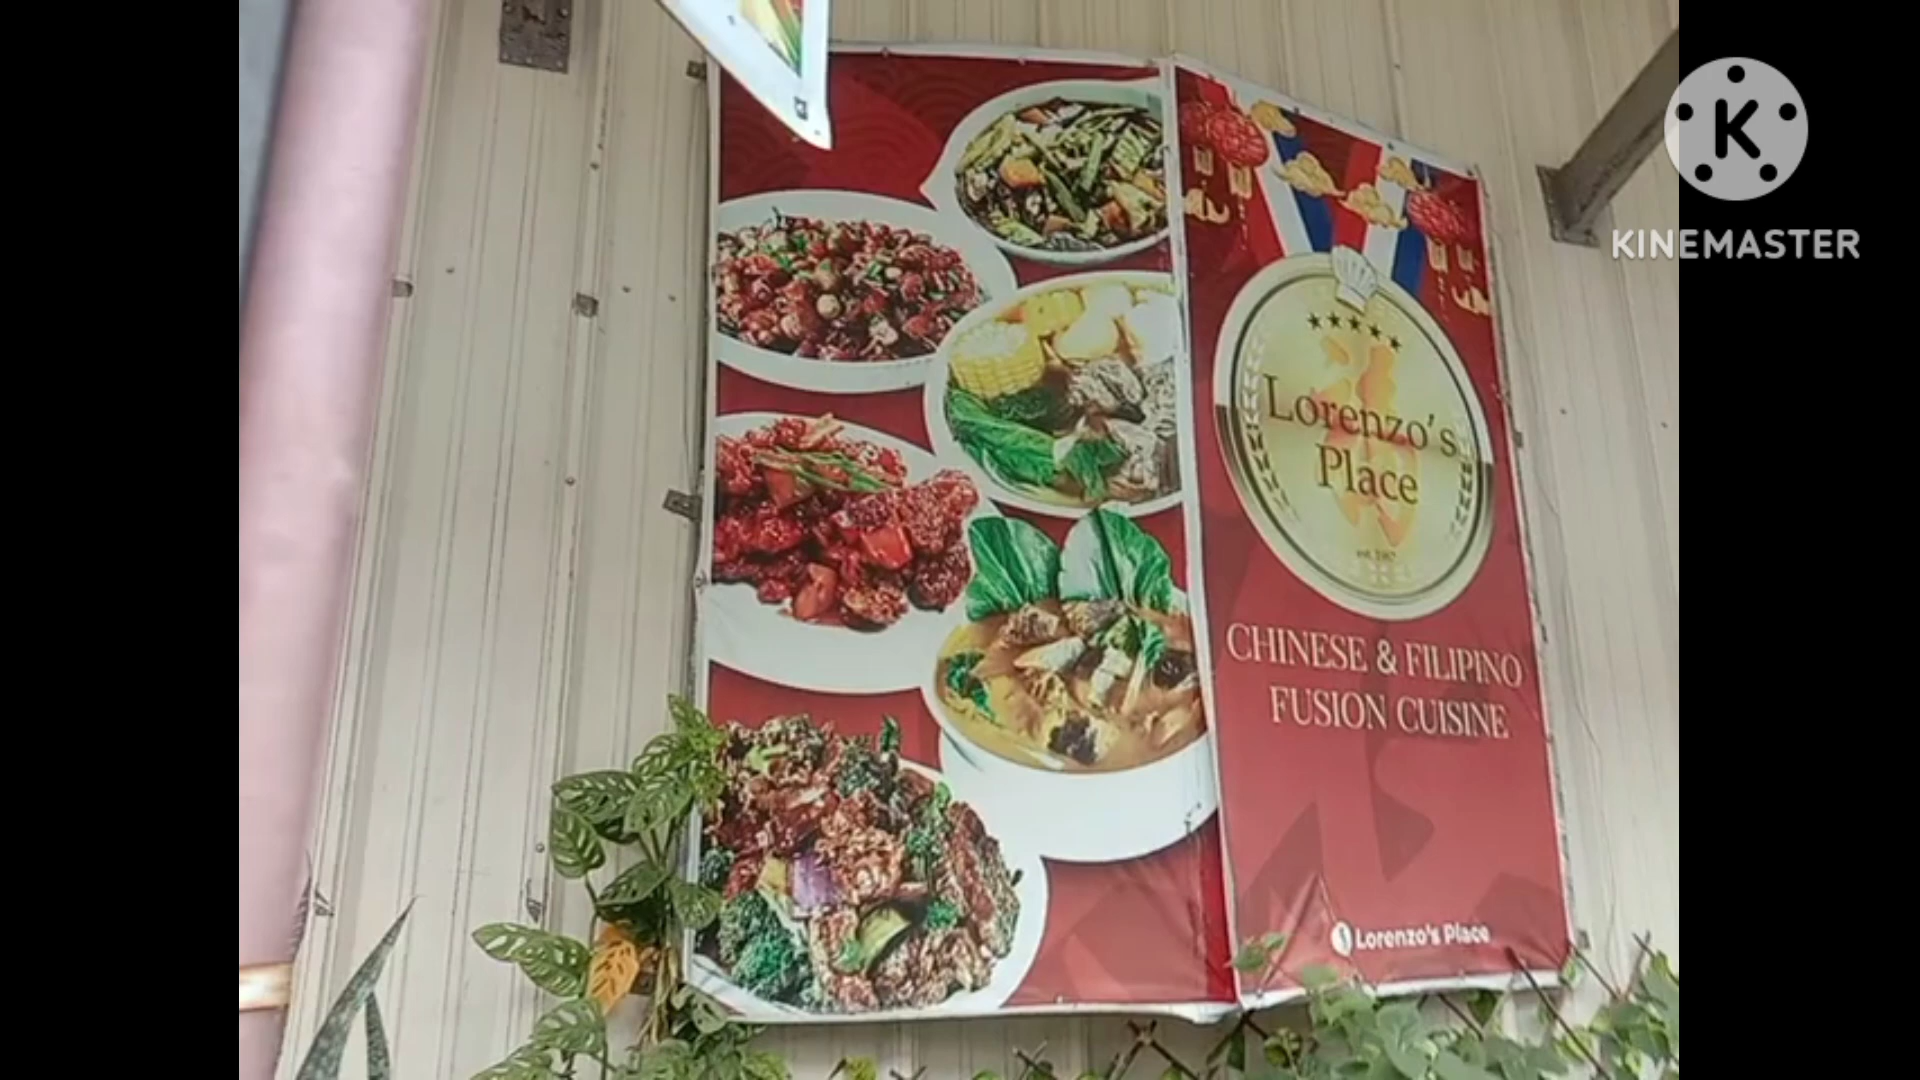 K
KINEMASTER
Lorenzo's
Place
CHINESE & FILIPINO
FUSION CUISINE
Lorenzo's Place